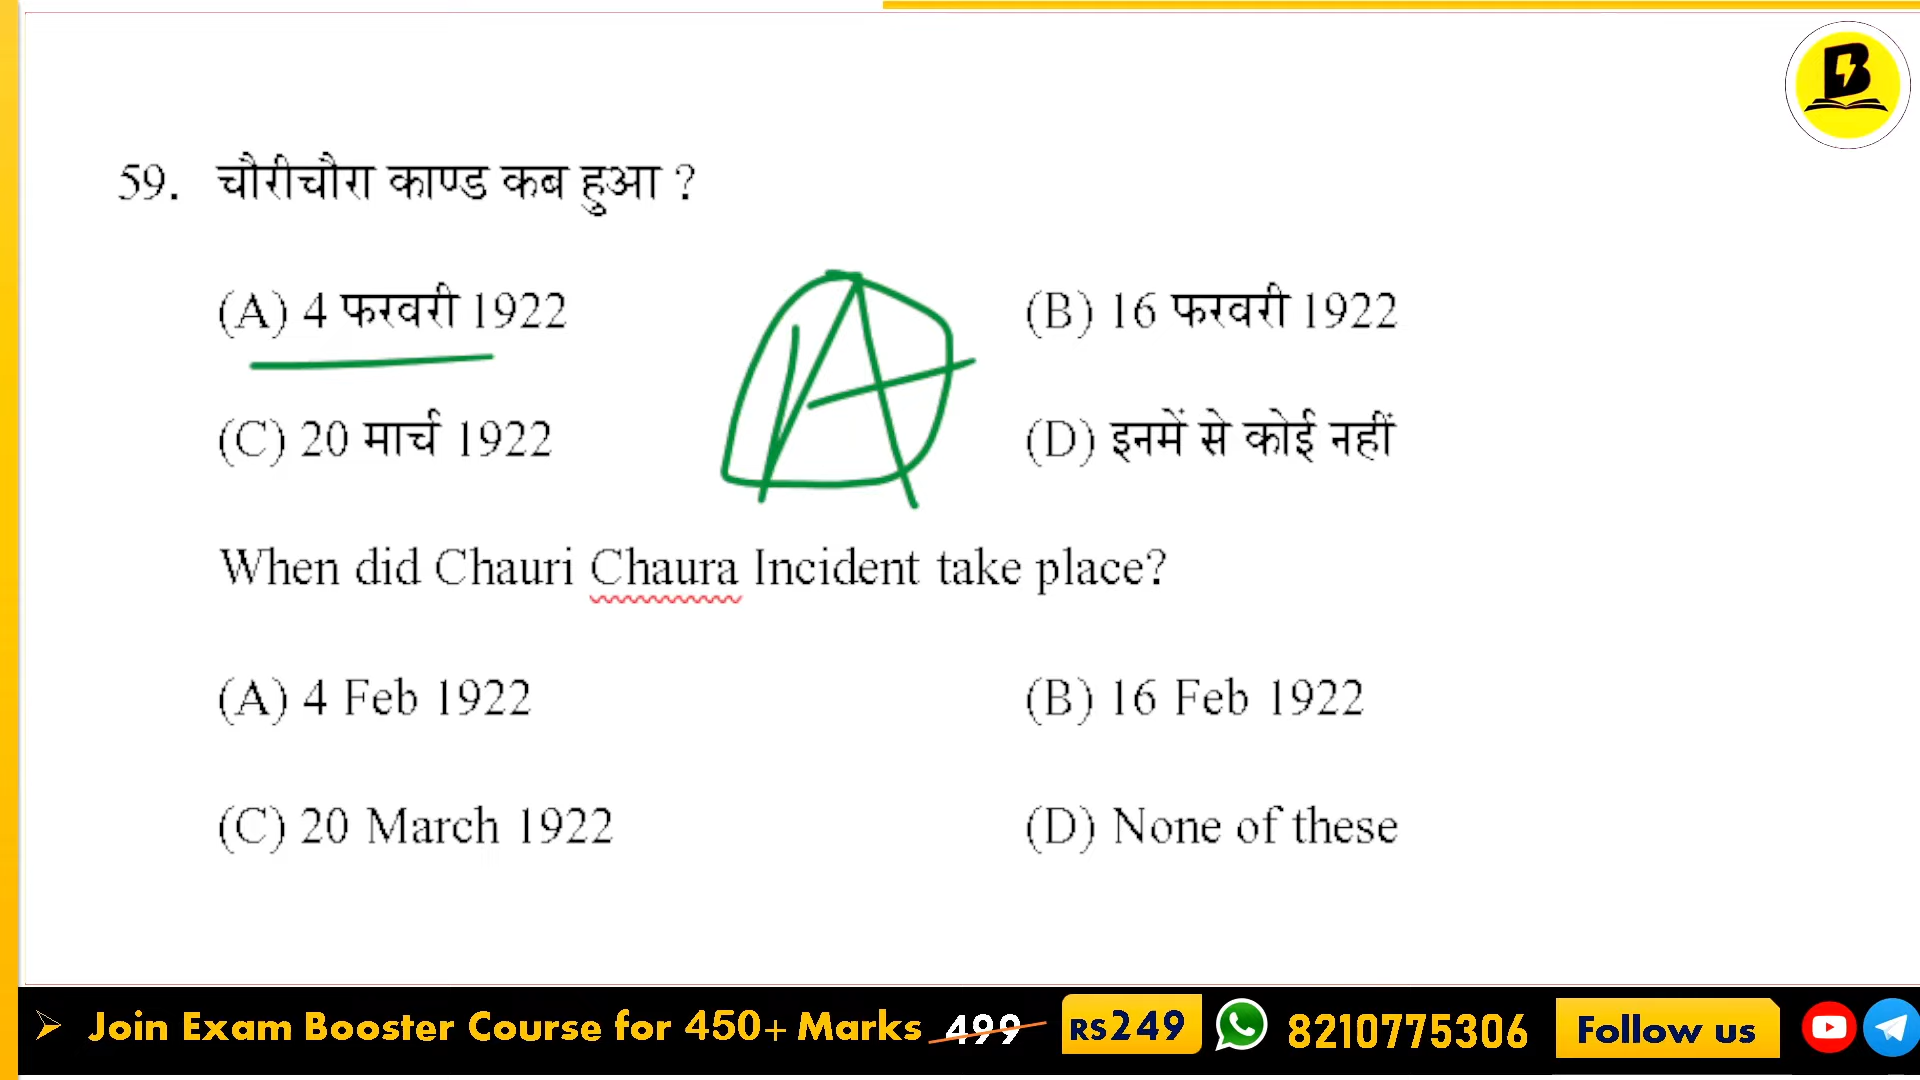 B
59. चौरीचौरा काण्ड कब हुआ ?
(A) 4 फरवरी 1922 (B) 16 फरवरी 1922
A
(C) 20 मार्च 1922 (D) इनमें से कोई नहीं
When did Chauri Chaura Incident take place?
(A) 4 Feb 1922 (B) 16 Feb 1922
(C) 20 March 1922 (D) None of these
➢ Join Exam Booster Course for 450+ Marks 499 RS249 8210775306 Follow us